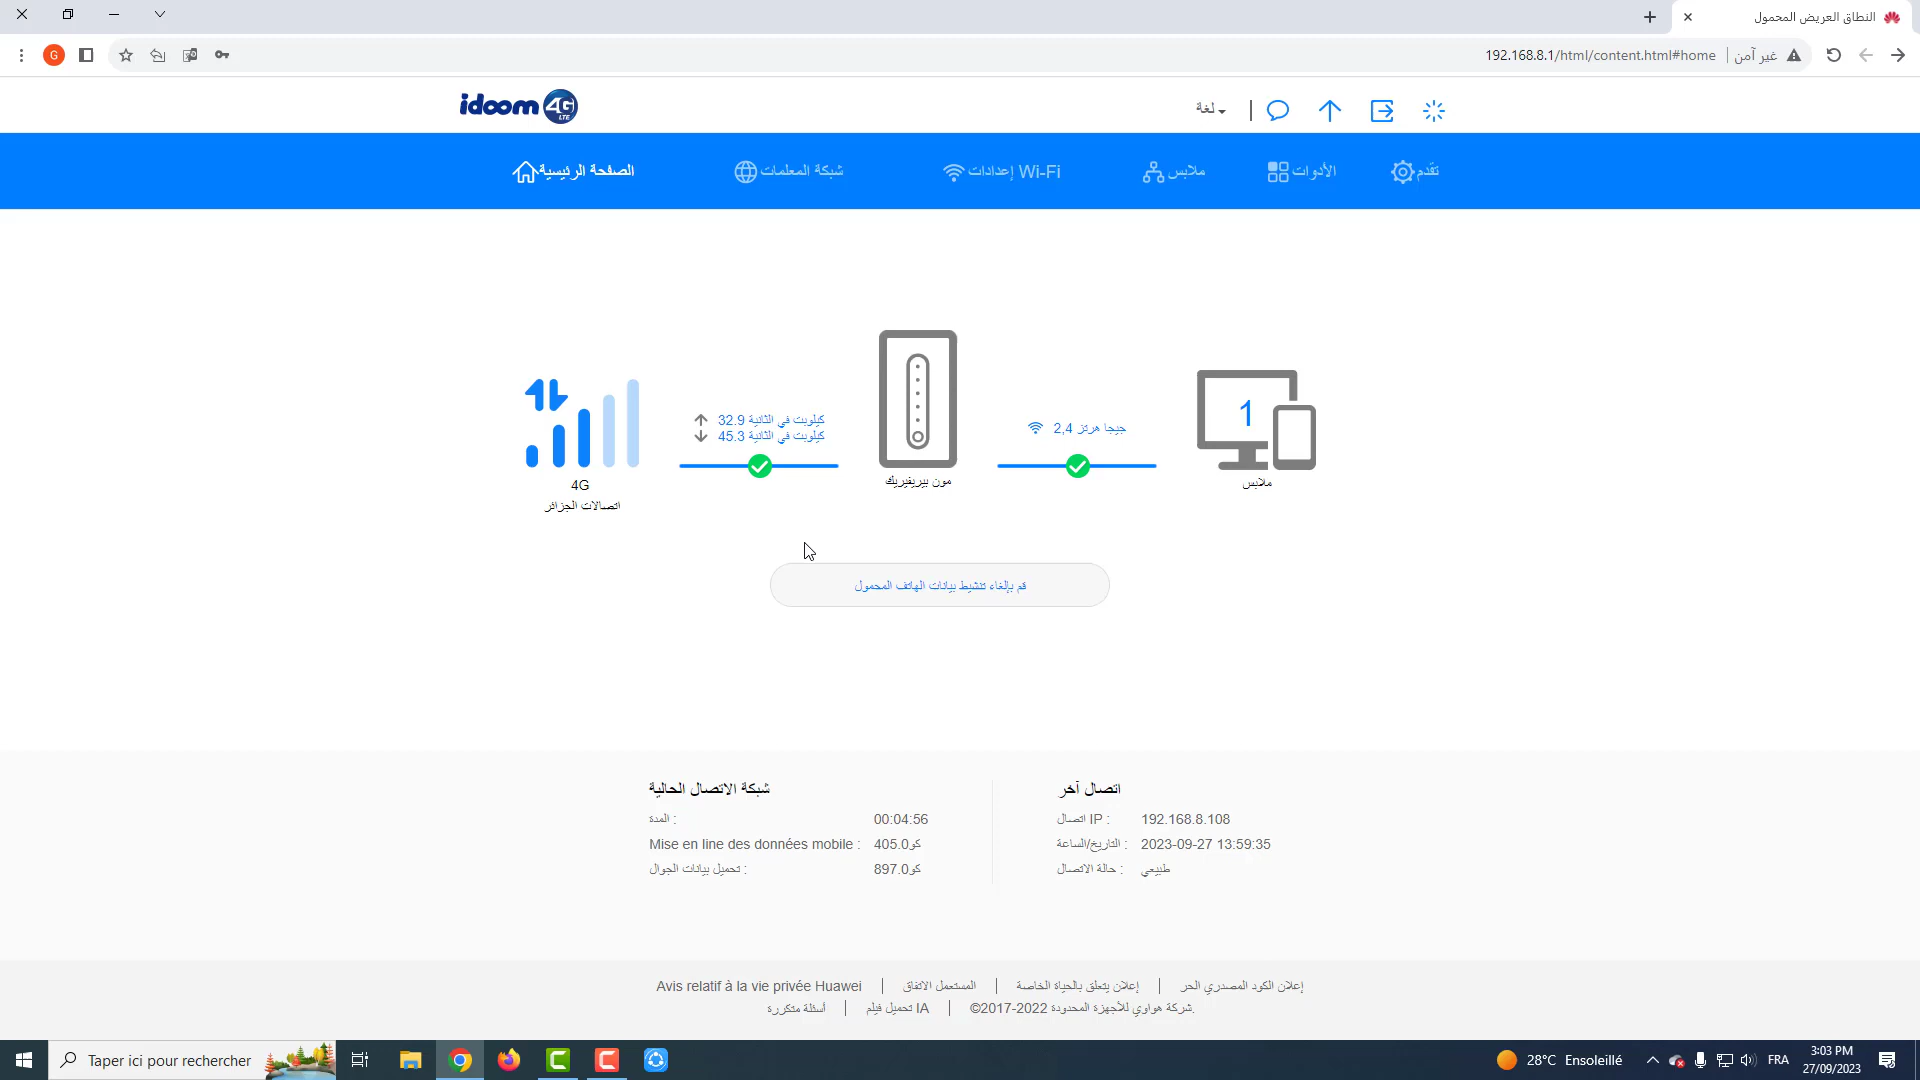 النطاق العريض المحمول
192.168.8.1/html/content.html#home
غير آمن
G
idoom 4G LTE
لغة
الصفحة الرئيسية
شبكة المعلمات
إعدادات Wi-Fi
ملابس
الأدوات
تقدّم
32.9 كيلوبت في الثانية
45.3 كيلوبت في الثانية
2,4 جيجا هرتز
1
4G
اتصالات الجزائر
مون بيريفيريك
ملابس
قم بإلغاء تنشيط بيانات الهاتف المحمول
شبكة الاتصال الحالية
المدة : 00:04:56
Mise en line des données mobile : 405.0كو
تحميل بيانات الجوال : 897.0كو
اتصال آخر
اتصال IP : 192.168.8.108
التاريخ/الساعة : 2023-09-27 13:59:35
حالة الاتصال : طبيعي
Avis relatif à la vie privée Huawei | المستعمل الاتفاق | إعلان يتعلق بالحياة الخاصة | إعلان الكود المصدري الحر
أسئلة متكررة | تحميل فيلم IA | ©2017-2022 شركة هواوي للأجهزة المحدودة.
Taper ici pour rechercher
28°C Ensoleillé
FRA
3:03 PM
27/09/2023